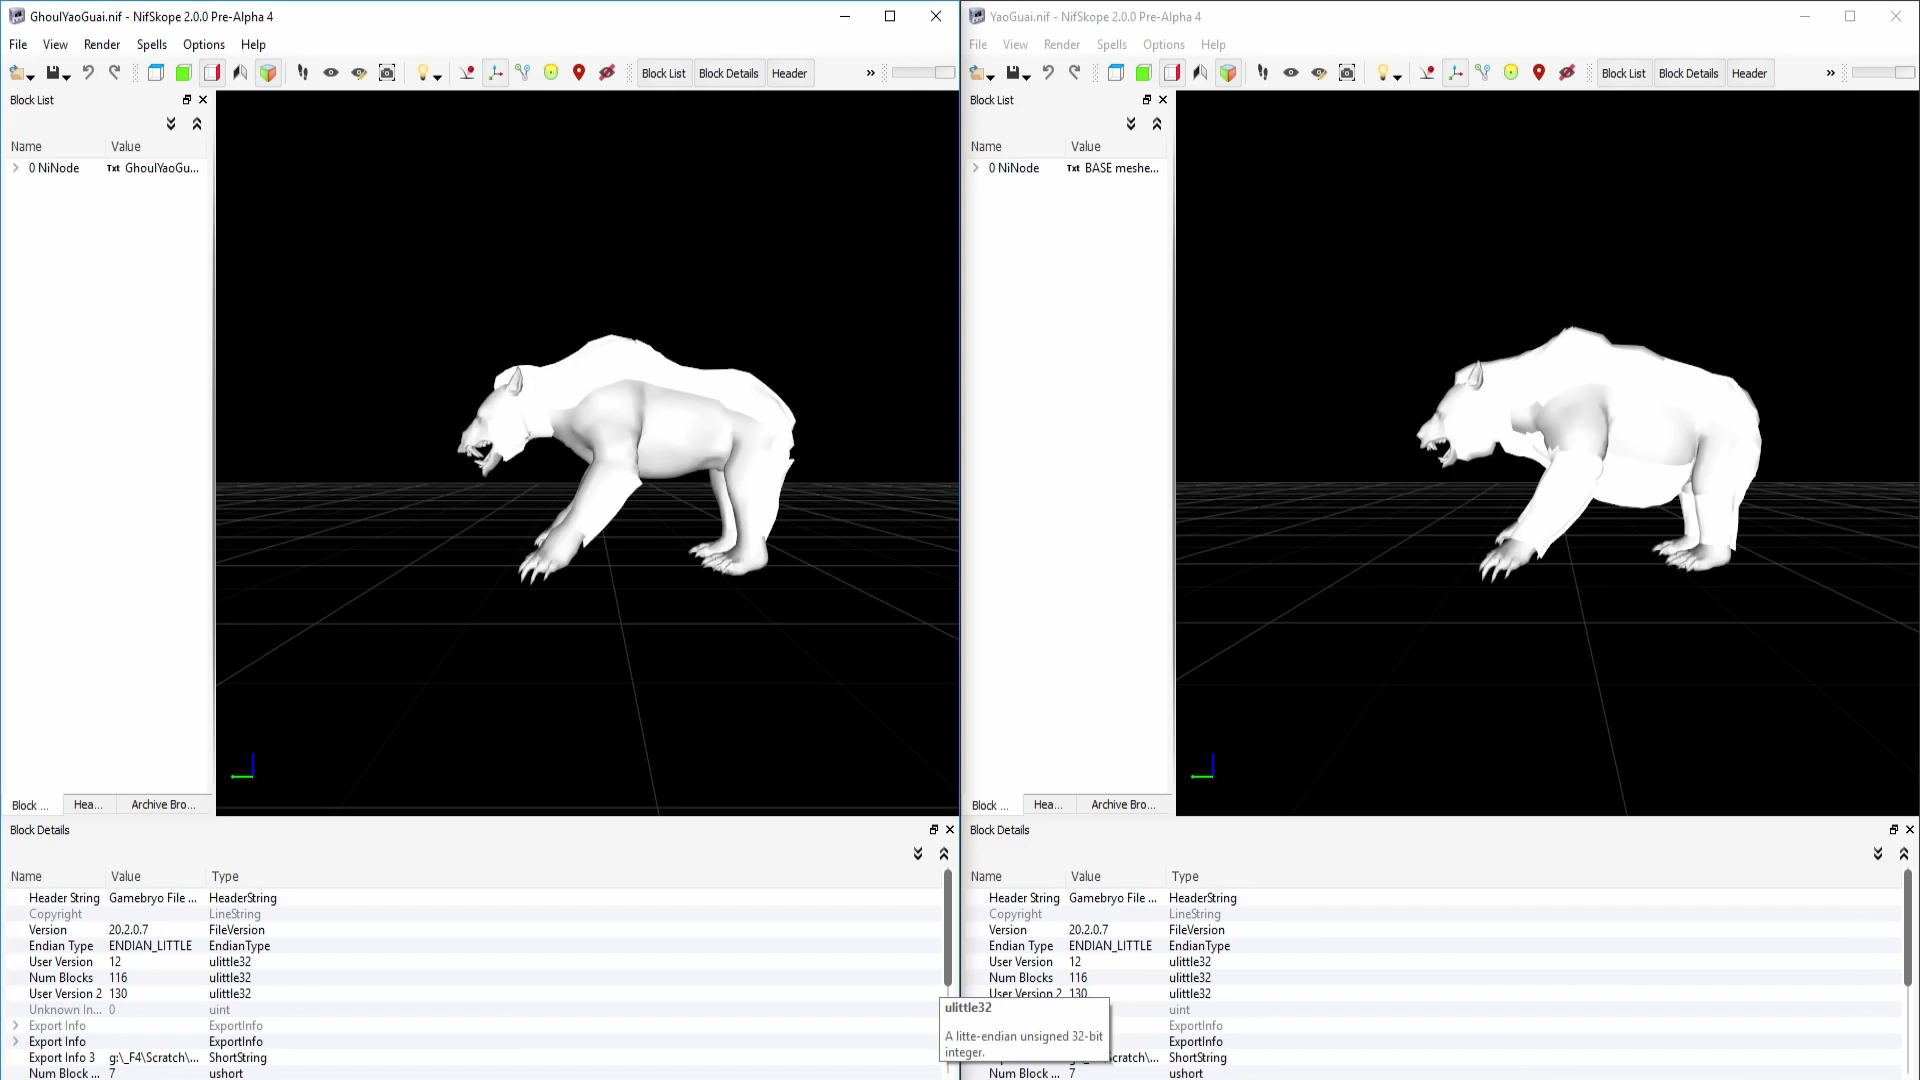 GhoulYaoGuai.nif - NifSkope 2.0.0 Pre-Alpha 4
File View Render Spells Options Help
Block List Block Details Header »
Block List
Name Value
0 NiNode Txt GhoulYaoGu...
Block ... Hea... Archive Bro...
Block Details
Name Value Type
Header String Gamebryo File ... HeaderString
Copyright LineString
Version 20.2.0.7 FileVersion
Endian Type ENDIAN_LITTLE EndianType
User Version 12 ulittle32
Num Blocks 116 ulittle32
User Version 2 130 ulittle32
Unknown In... 0 uint
Export Info ExportInfo
Export Info ExportInfo
Export Info 3 g:\_F4\Scratch\... ShortString
Num Block ... 7 ushort
YaoGuai.nif - NifSkope 2.0.0 Pre-Alpha 4
File View Render Spells Options Help
Block List Block Details Header »
Block List
Name Value
0 NiNode Txt BASE meshe...
Block ... Hea... Archive Bro...
Block Details
Name Value Type
Header String Gamebryo File ... HeaderString
Copyright LineString
Version 20.2.0.7 FileVersion
Endian Type ENDIAN_LITTLE EndianType
User Version 12 ulittle32
Num Blocks 116 ulittle32
User Version 2 130 ulittle32
uint
ExportInfo
ExportInfo
ShortString
Num Block ... 7 ushort
ulittle32
A litte-endian unsigned 32-bit
integer.